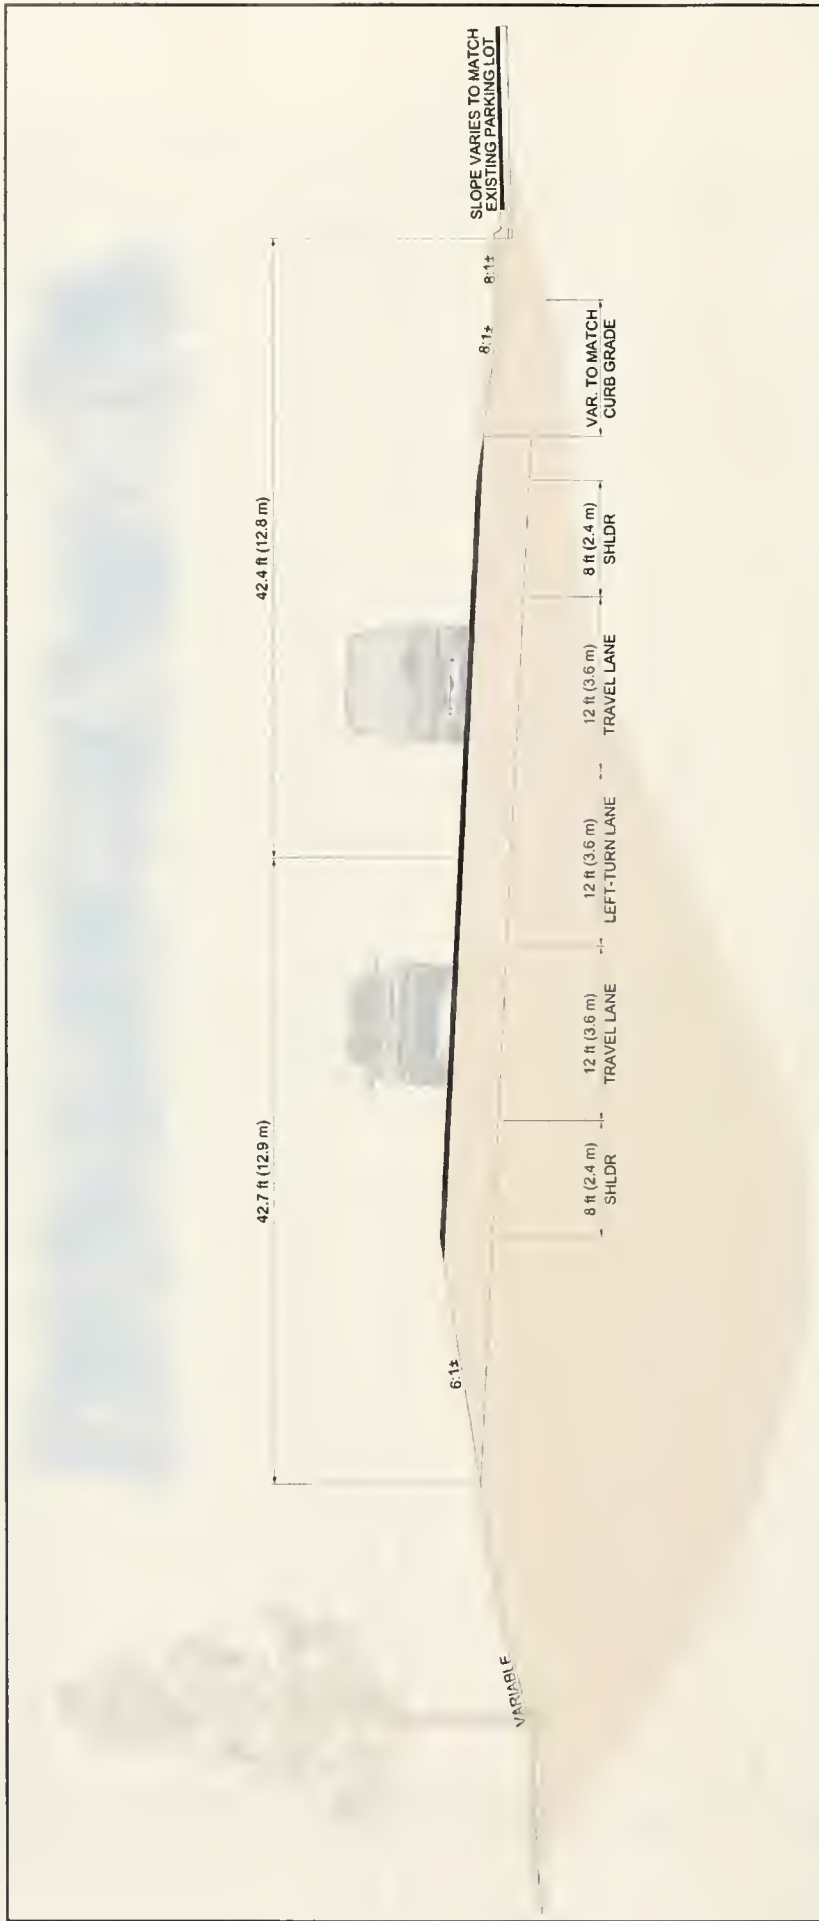 42.7 ft (12.9 m)
42.4 ft (12.8 m)
SLOPE VARIES TO MATCH
EXISTING PARKING LOT
VARIABLE
6:1±
8:1±
8:1±
8 ft (2.4 m)
SHLDR
12 ft (3.6 m)
TRAVEL LANE
12 ft (3.6 m)
LEFT-TURN LANE
12 ft (3.6 m)
TRAVEL LANE
8 ft (2.4 m)
SHLDR
VAR. TO MATCH
CURB GRADE